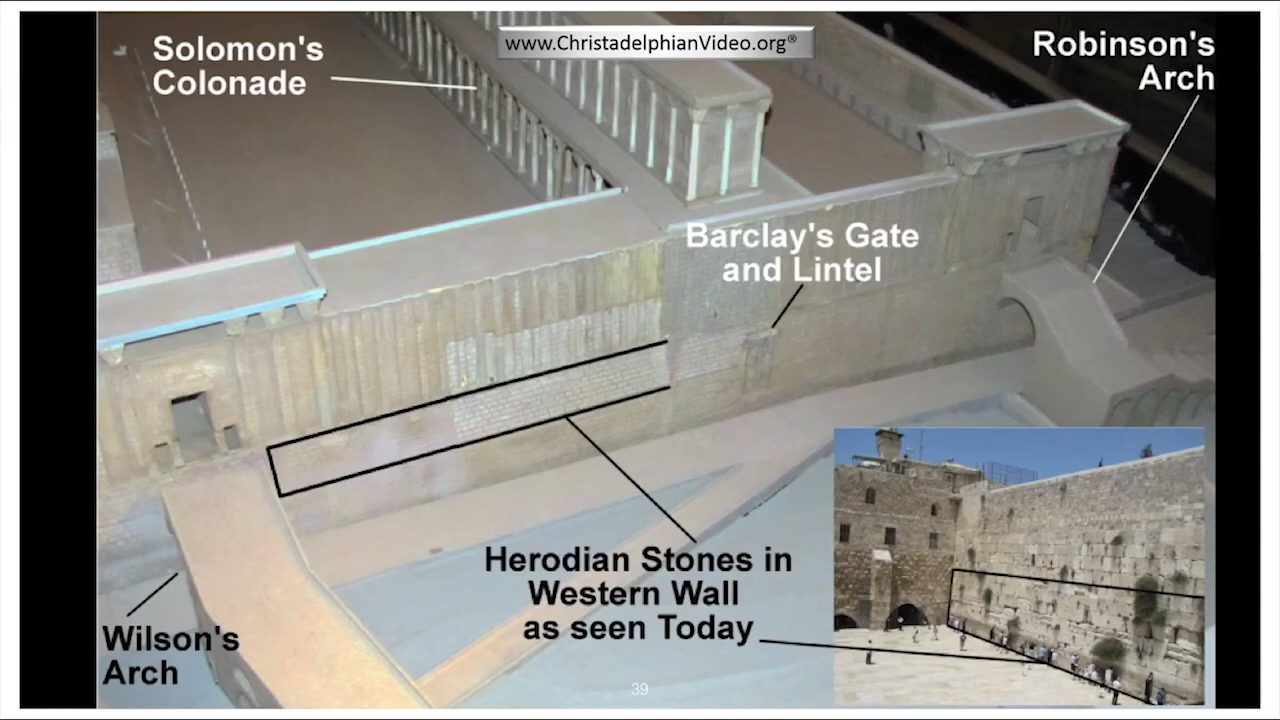 www.ChristadelphianVideo.org®
Solomon's
Colonade
Robinson's
Arch
Barclay's Gate
and Lintel
Herodian Stones in
Western Wall
as seen Today
Wilson's
Arch
39